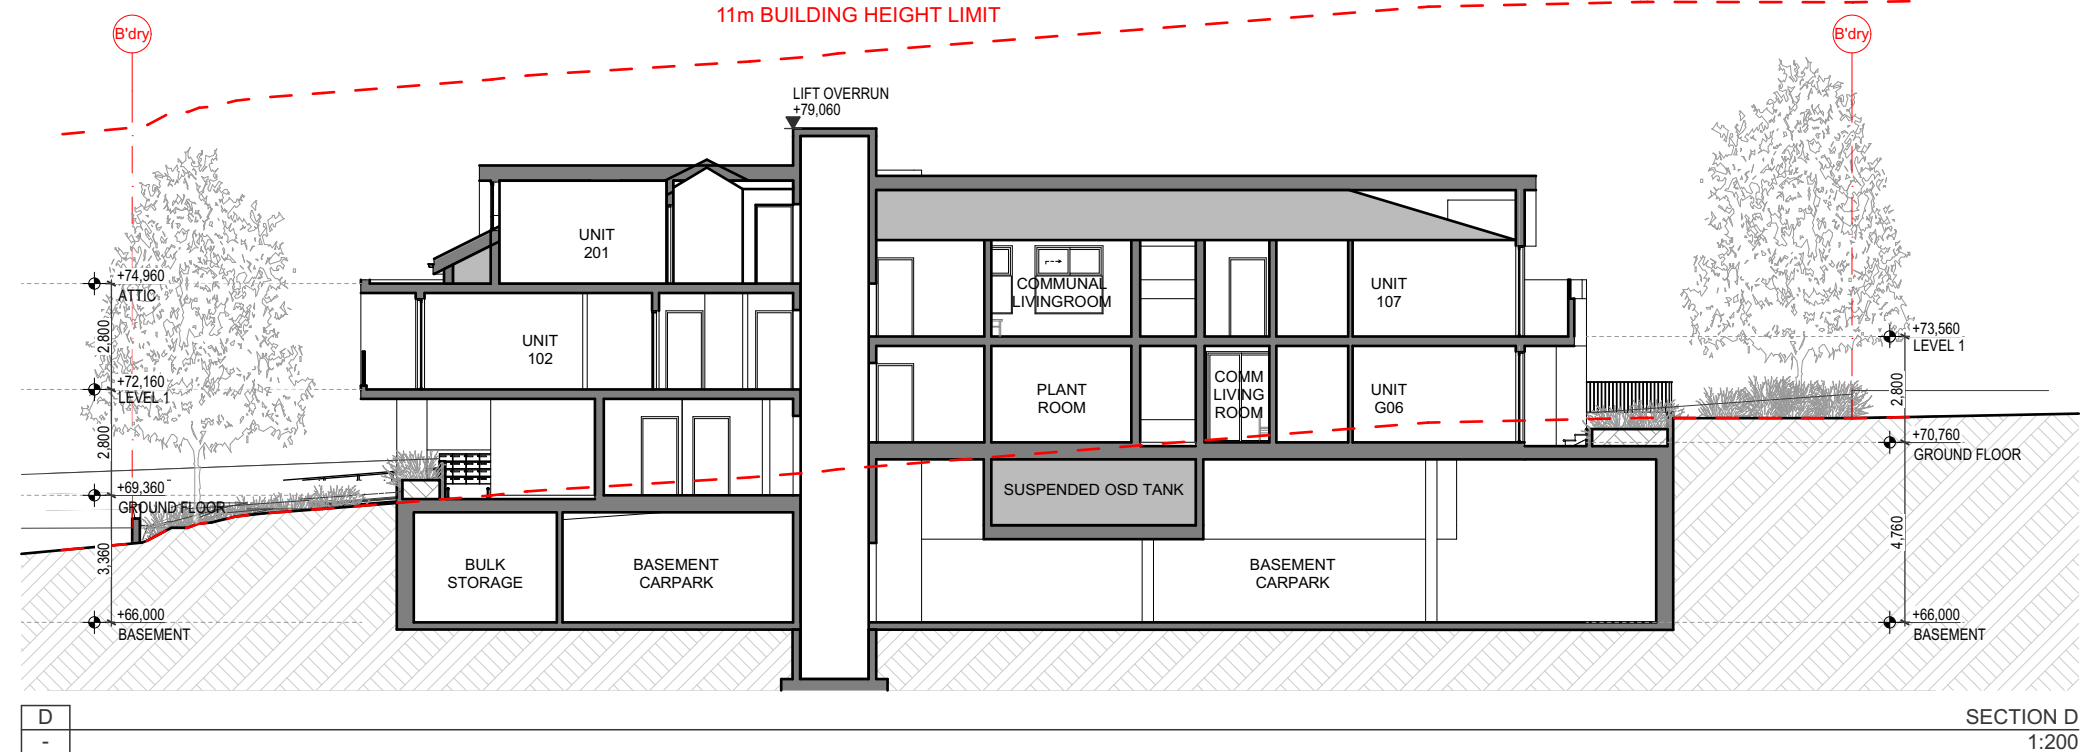 11m BUILDING HEIGHT LIMIT
B'dry
B'dry
LIFT OVERRUN
+79,060
UNIT
201
+74,960
ATTIC
2,800
UNIT
102
+72,160
LEVEL 1
2,800
+69,360
GROUND FLOOR
3,360
+66,000
BASEMENT
BULK
STORAGE
BASEMENT
CARPARK
COMMUNAL
LIVINGROOM
UNIT
107
PLANT
ROOM
COMM
LIVING
ROOM
UNIT
G06
SUSPENDED OSD TANK
BASEMENT
CARPARK
+73,560
LEVEL 1
2,800
+70,760
GROUND FLOOR
4,760
+66,000
BASEMENT
D
-
SECTION D
1:200